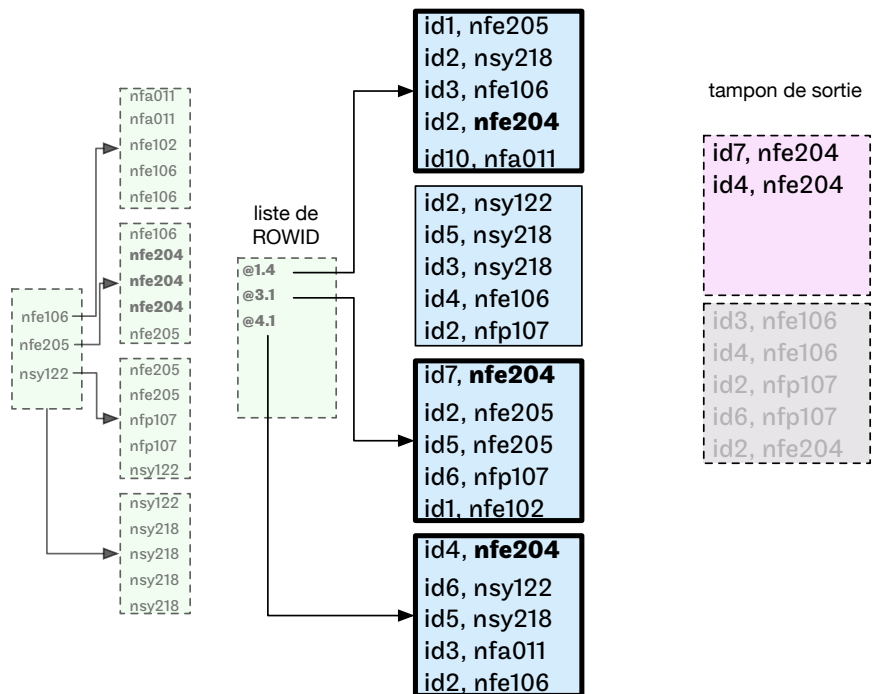 nfe106
nfe205
nsy122
nfa011
nfa011
nfe102
nfe106
nfe106
nfe106
nfe204
nfe204
nfe204
nfe205
nfe205
nfe205
nfp107
nfp107
nsy122
nsy122
nsy218
nsy218
nsy218
nsy218
liste de
ROWID
@1.4
@3.1
@4.1
id1, nfe205
id2, nsy218
id3, nfe106
id2, nfe204
id10, nfa011
id2, nsy122
id5, nsy218
id3, nsy218
id4, nfe106
id2, nfp107
id7, nfe204
id2, nfe205
id5, nfe205
id6, nfp107
id1, nfe102
id4, nfe204
id6, nsy122
id5, nsy218
id3, nfa011
id2, nfe106
tampon de sortie
id7, nfe204
id4, nfe204
id3, nfe106
id4, nfe106
id2, nfp107
id6, nfp107
id2, nfe204